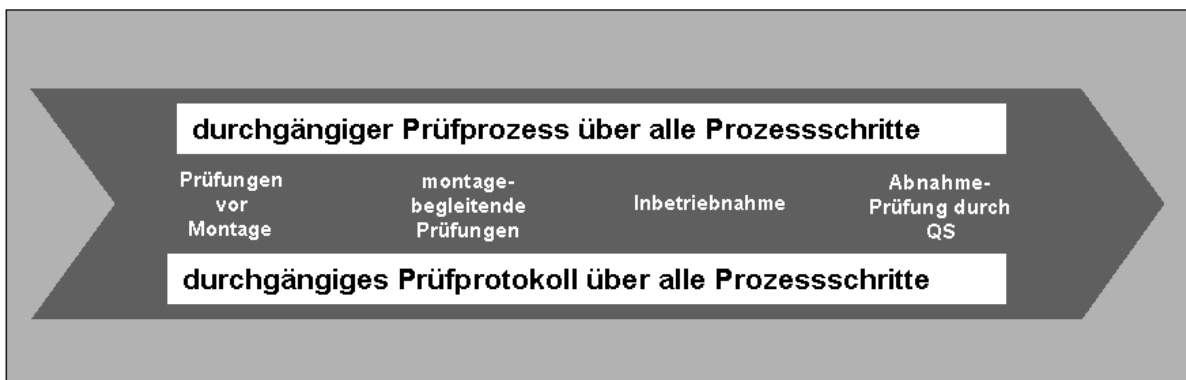 durchgängiger Prüfprozess über alle Prozessschritte
Prüfungen
vor
Montage
montage-
begleitende
Prüfungen
Inbetriebnahme
Abnahme-
Prüfung durch
QS
durchgängiges Prüfprotokoll über alle Prozessschritte